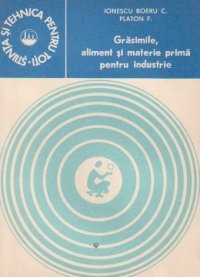 IONESCU BOERU C.
PLATON F.
ȘTIINȚA ȘI TEHNICA PENTRU TOȚI
Grăsimile,
aliment și materie primă
pentru industrie